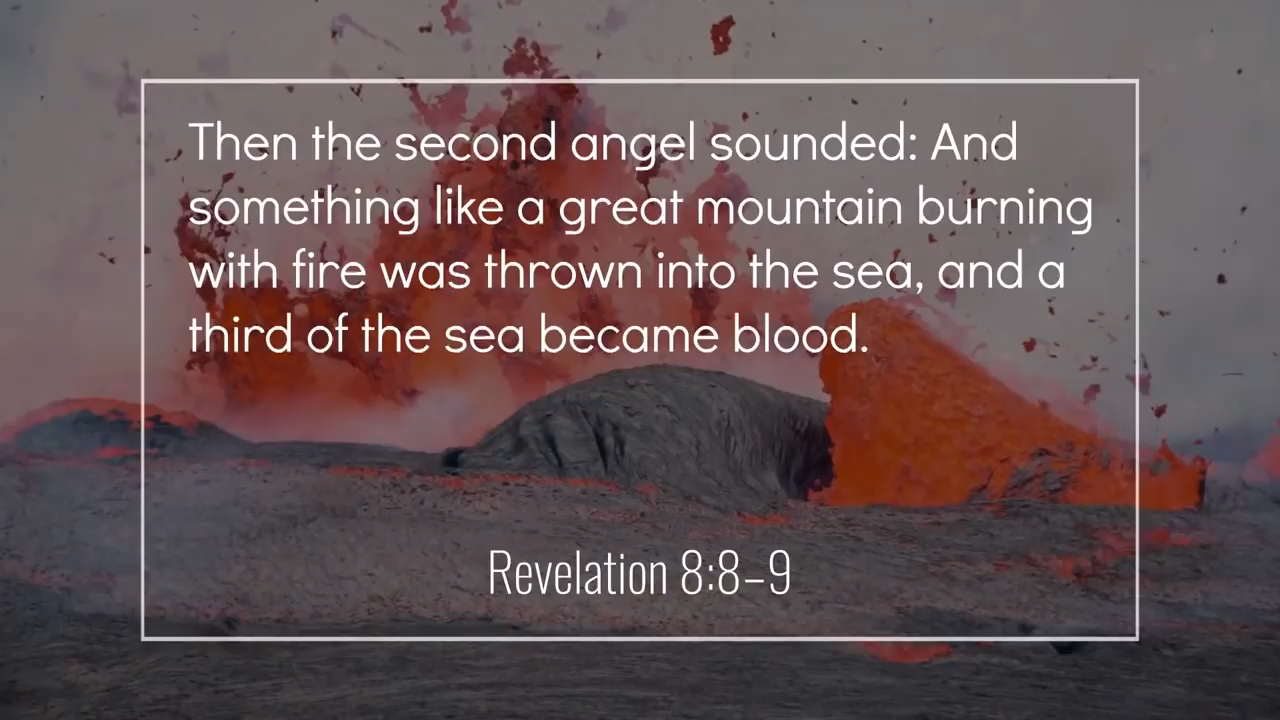 Then the second angel sounded: And
something like a great mountain burning
with fire was thrown into the sea, and a
third of the sea became blood.
Revelation 8:8–9